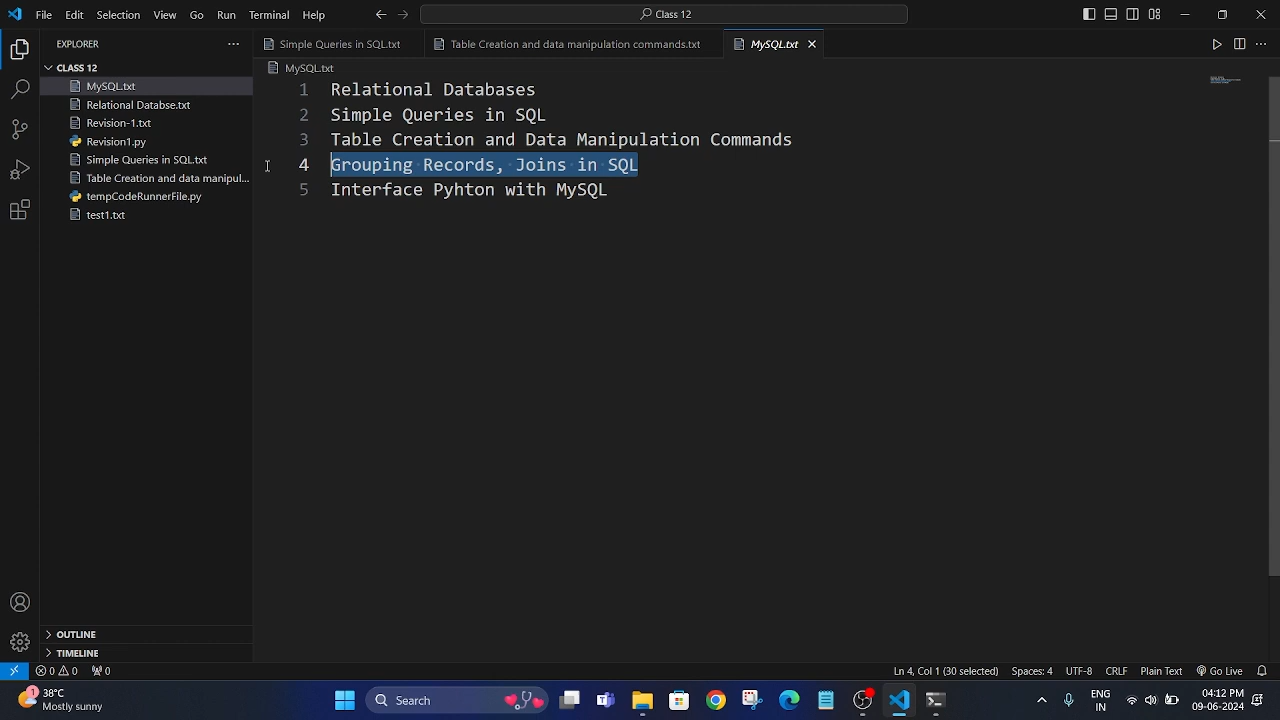 File Edit Selection View Go Run Terminal Help
Class 12
EXPLORER
Simple Queries in SQL.txt
Table Creation and data manipulation commands.txt
MySQL.txt
CLASS 12
MySQL.txt
MySQL.txt
Relational Databse.txt
Revision-1.txt
Revision1.py
Simple Queries in SQL.txt
Table Creation and data manipul...
tempCodeRunnerFile.py
test1.txt
1 Relational Databases
2 Simple Queries in SQL
3 Table Creation and Data Manipulation Commands
4 Grouping Records, Joins in SQL
5 Interface Pyhton with MySQL
OUTLINE
TIMELINE
0 0 0
Ln 4, Col 1 (30 selected) Spaces: 4 UTF-8 CRLF Plain Text Go Live
1
38°C
Mostly sunny
Search
ENG
IN
04:12 PM
09-06-2024